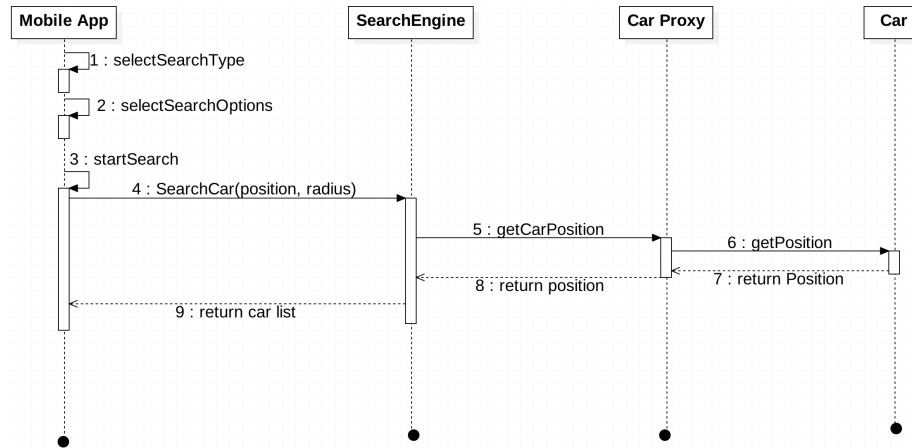 Mobile App
SearchEngine
Car Proxy
Car
1 : selectSearchType
2 : selectSearchOptions
3 : startSearch
4 : SearchCar(position, radius)
5 : getCarPosition
6 : getPosition
7 : return Position
8 : return position
9 : return car list